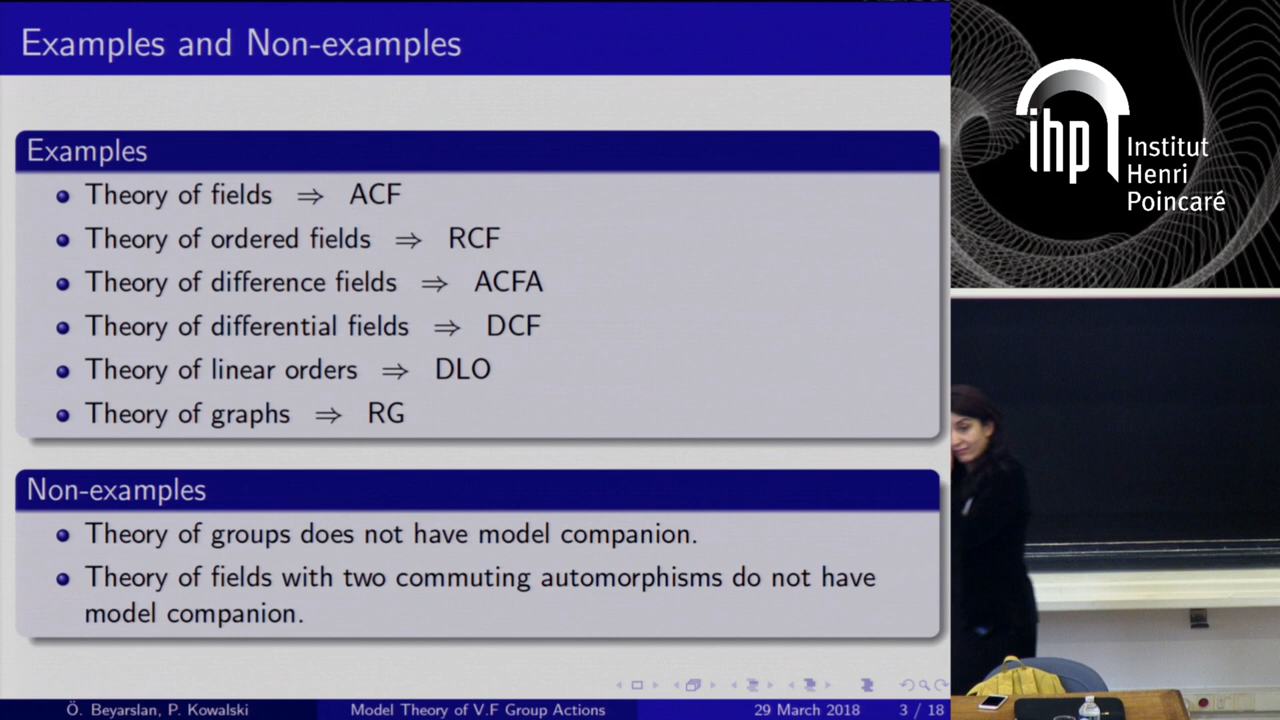 Examples and Non-examples
Examples
Theory of fields ⇒ ACF
Theory of ordered fields ⇒ RCF
Theory of difference fields ⇒ ACFA
Theory of differential fields ⇒ DCF
Theory of linear orders ⇒ DLO
Theory of graphs ⇒ RG
Non-examples
Theory of groups does not have model companion.
Theory of fields with two commuting automorphisms do not have
model companion.
Ö. Beyarslan, P. Kowalski Model Theory of V.F Group Actions 29 March 2018 3 / 18
ihp
Institut
Henri
Poincaré